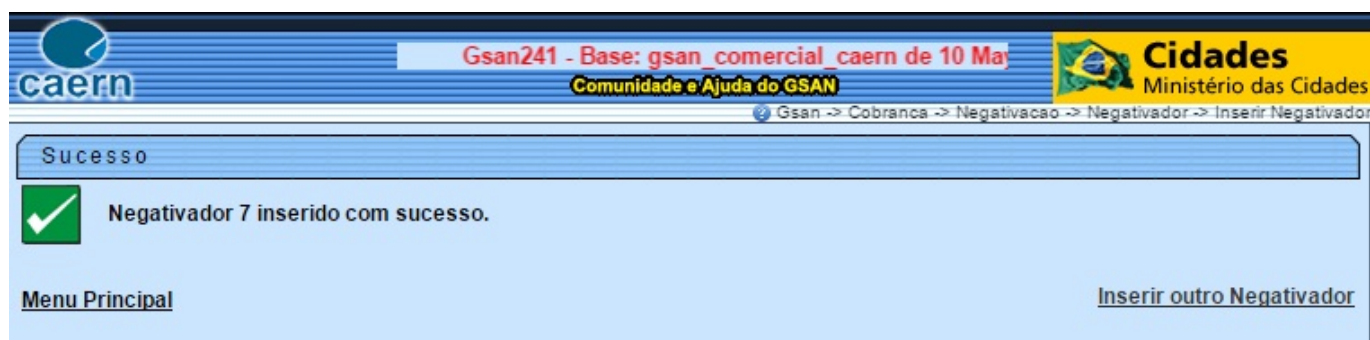 caern
Gsan241 - Base: gsan_comercial_caern de 10 May
Comunidade e Ajuda do GSAN
Cidades
Ministério das Cidades
Gsan -> Cobranca -> Negativacao -> Negativador -> Inserir Negativador
Sucesso
Negativador 7 inserido com sucesso.
Menu Principal
Inserir outro Negativador